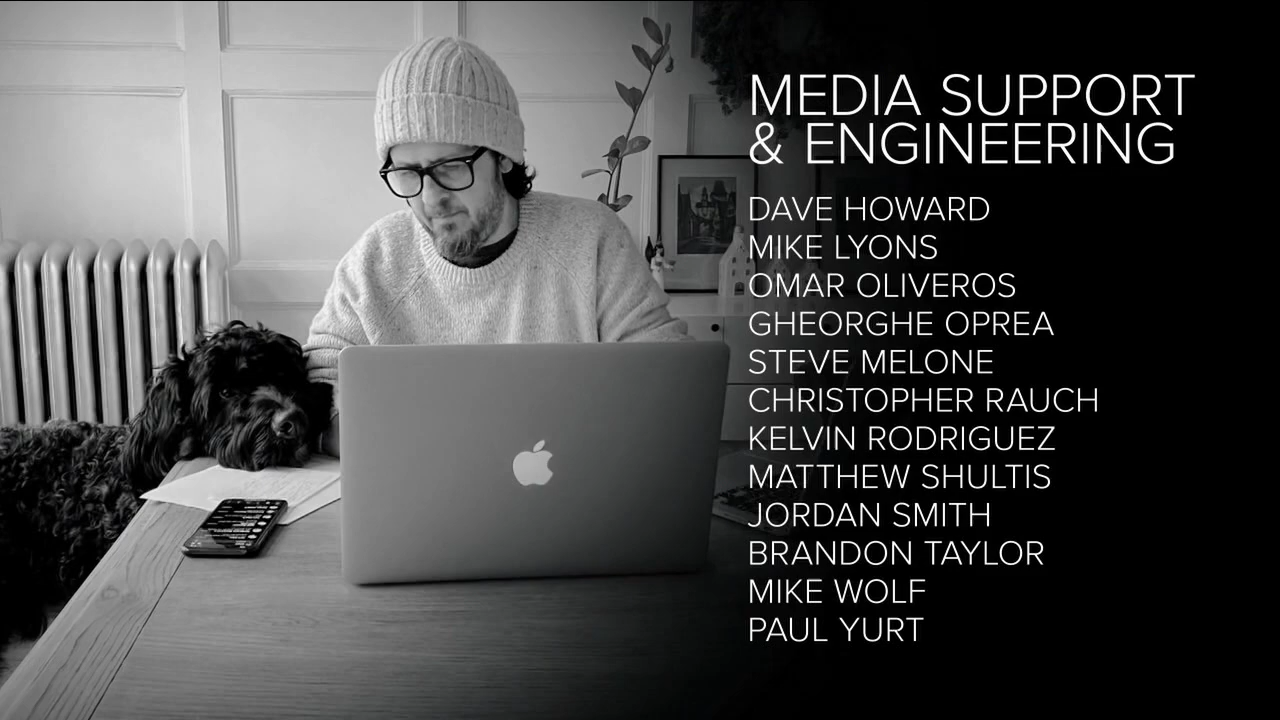 MEDIA SUPPORT
& ENGINEERING
DAVE HOWARD
MIKE LYONS
OMAR OLIVEROS
GHEORGHE OPREA
STEVE MELONE
CHRISTOPHER RAUCH
KELVIN RODRIGUEZ
MATTHEW SHULTIS
JORDAN SMITH
BRANDON TAYLOR
MIKE WOLF
PAUL YURT